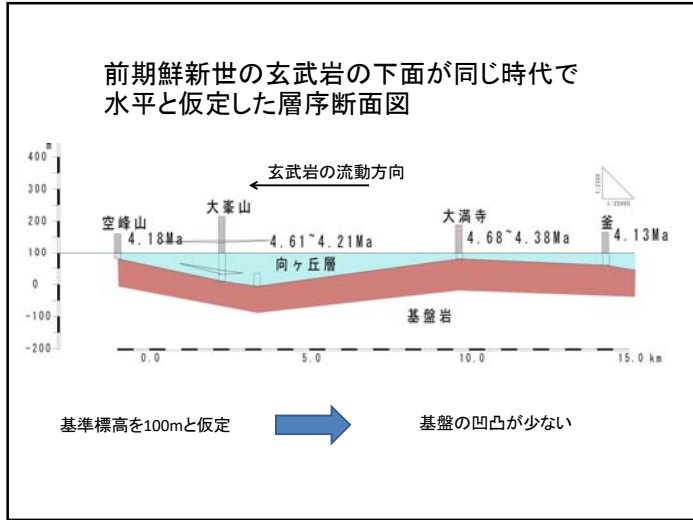 前期鮮新世の玄武岩の下面が同じ時代で
水平と仮定した層序断面図
m
400
300
200
100
0
-100
-200
玄武岩の流動方向
空峰山
4.18Ma
大峯山
4.61~4.21Ma
大満寺
4.68~4.38Ma
釜
4.13Ma
向ヶ丘層
基盤岩
0.0
5.0
10.0
15.0 km
基準標高を100mと仮定
基盤の凹凸が少ない